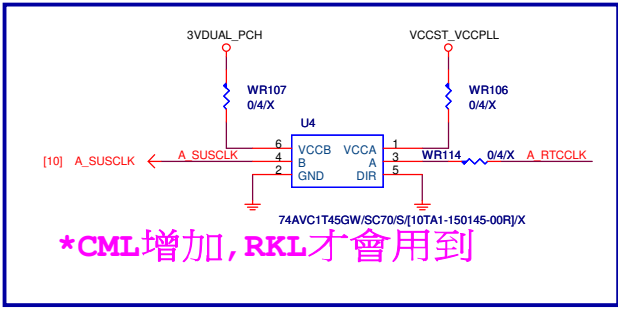 3VDUAL_PCH
VCCST_VCCPLL
WR107
0/4/X
WR106
0/4/X
U4
6 VCCB VCCA 1
[10] A_SUSCLK A_SUSCLK 4 B A 3 WR114 0/4/X A_RTCCLK
2 GND DIR 5
74AVC1T45GW/SC70/S/[10TA1-150145-00R]/X
*CML增加,RKL才會用到